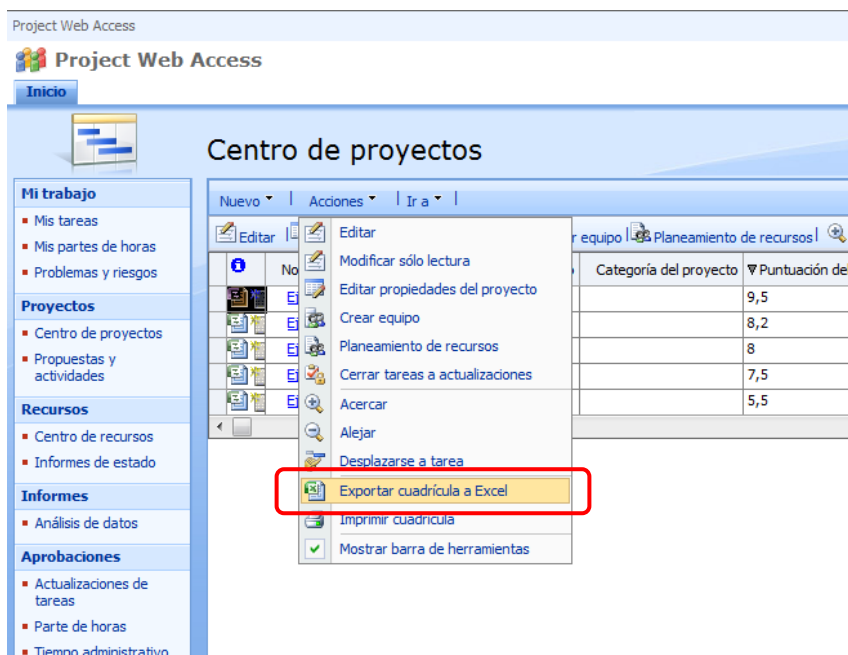 Project Web Access
Project Web Access
Inicio
Centro de proyectos
Mi trabajo
Mis tareas
Mis partes de horas
Problemas y riesgos
Proyectos
Centro de proyectos
Propuestas y
actividades
Recursos
Centro de recursos
Informes de estado
Informes
Análisis de datos
Aprobaciones
Actualizaciones de
tareas
Parte de horas
Tiempo administrativo
Nuevo Acciones Ir a
Editar equipo Planeamiento de recursos
Categoría del proyecto Puntuación
9,5
8,2
8
7,5
5,5
Editar
Modificar sólo lectura
Editar propiedades del proyecto
Crear equipo
Planeamiento de recursos
Cerrar tareas a actualizaciones
Acercar
Alejar
Desplazarse a tarea
Exportar cuadrícula a Excel
Imprimir cuadrícula
Mostrar barra de herramientas